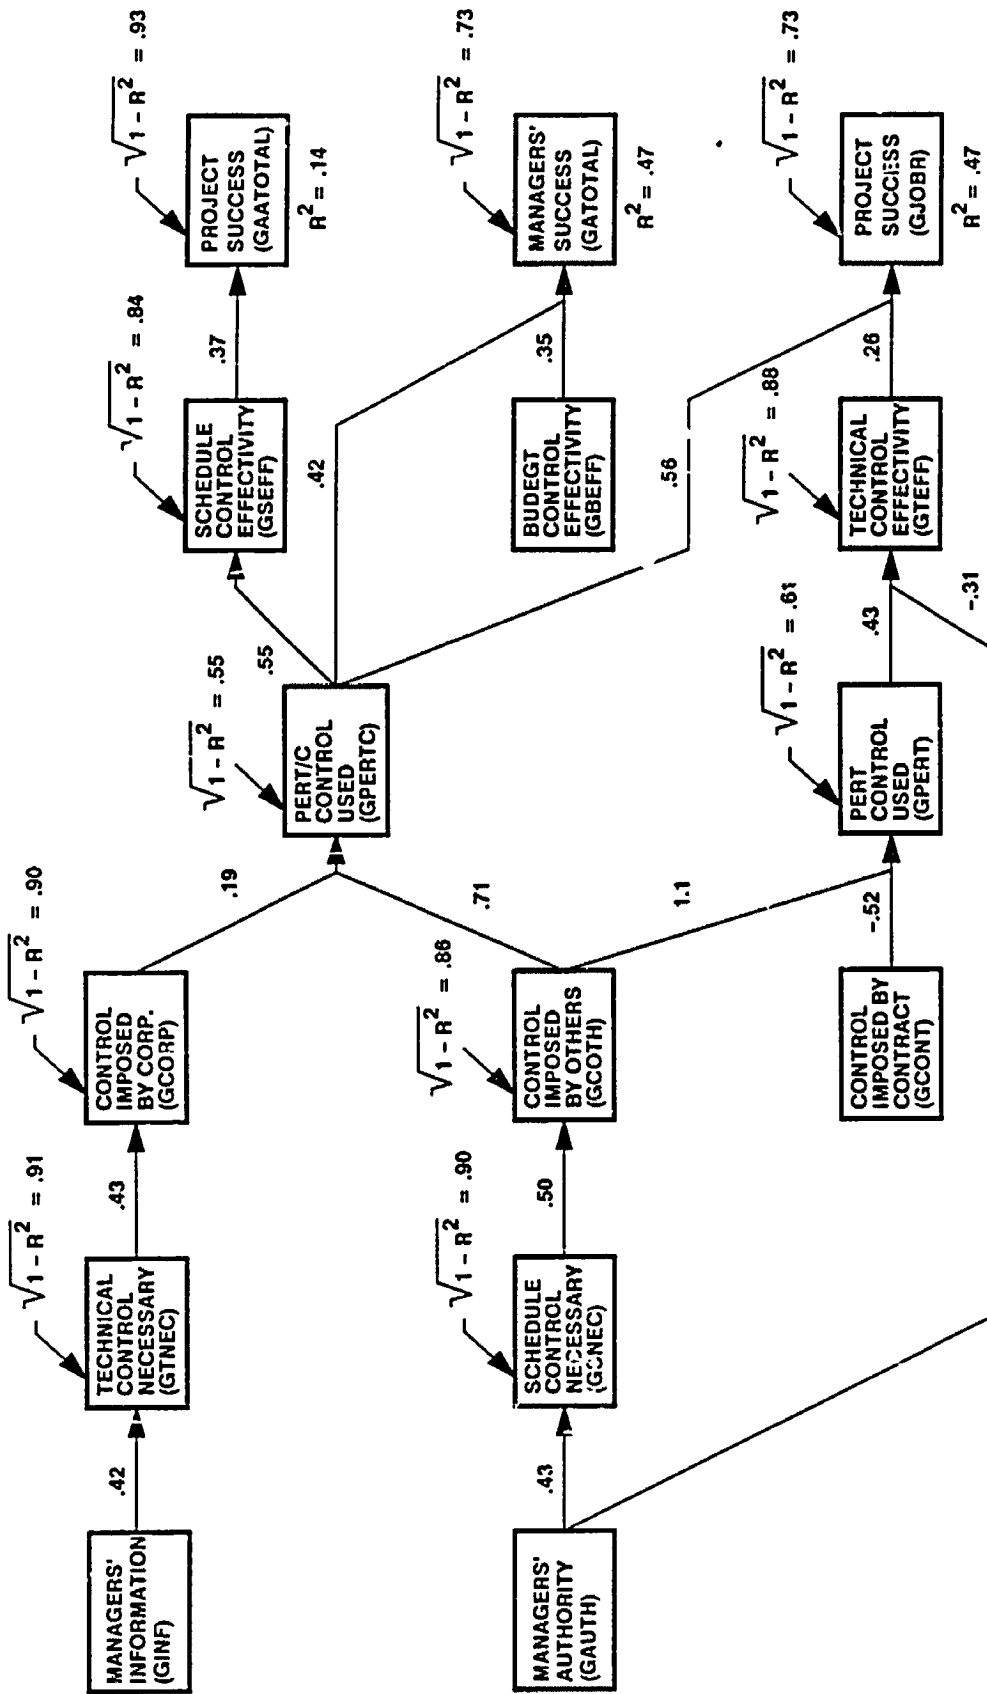 MANAGERS'
INFORMATION
(GINF)
.42
√1 - R² = .91
TECHNICAL
CONTROL
NECESSARY
(GTNEC)
.43
√1 - R² = .90
CONTROL
IMPOSED
BY CORP.
(GCORP)
.19
√1 - R² = .55
PERT/C
CONTROL
USED
(GPERTC)
.55
√1 - R² = .84
SCHEDULE
CONTROL
EFFECTIVITY
(GSEFF)
.37
√1 - R² = .93
PROJECT
SUCCESS
(GAATOTAL)
R² = .14
MANAGERS'
AUTHORITY
(GAUTH)
.43
√1 - R² = .90
SCHEDULE
CONTROL
NECESSARY
.50
√1 - R² = .86
CONTROL
IMPOSED
BY OTHERS
(GCOTH)
.71
1.1
.42
BUDEGT
CONTROL
EFFECTIVITY
(GBEFF)
.35
√1 - R² = .73
MANAGERS'
SUCCESS
(GATOTAL)
R² = .47
.56
CONTROL
IMPOSED BY
CONTRACT
(GCONT)
-.52
√1 - R² = .61
PERT
CONTROL
USED
(GPERT)
.43
-.31
√1 - R² = .88
TECHNICAL
CONTROL
EFFECTIVITY
(GTEFF)
.26
√1 - R² = .73
PROJECT
SUCCESS
(GJOBR)
R² = .47